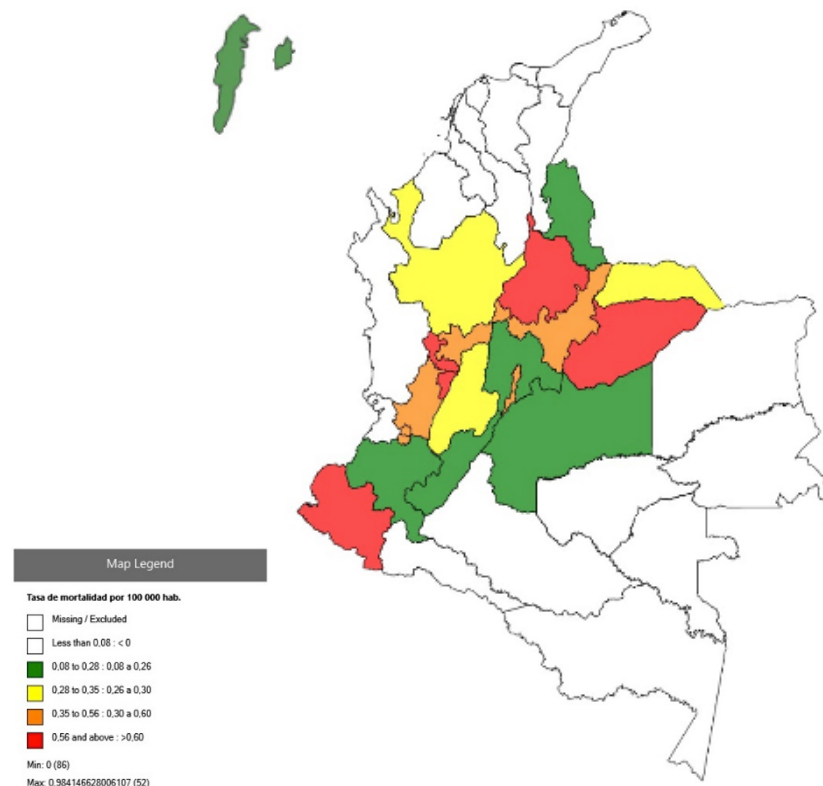 Map Legend
Tasa de mortalidad por 100 000 hab.
Missing / Excluded
Less than 0,08 : < 0
0,08 to 0,28 : 0,08 a 0,26
0,28 to 0,35 : 0,26 a 0,30
0,35 to 0,56 : 0,30 a 0,60
0,56 and above : >0,60
Min: 0 (86)
Max: 0,984146628006107 (52)